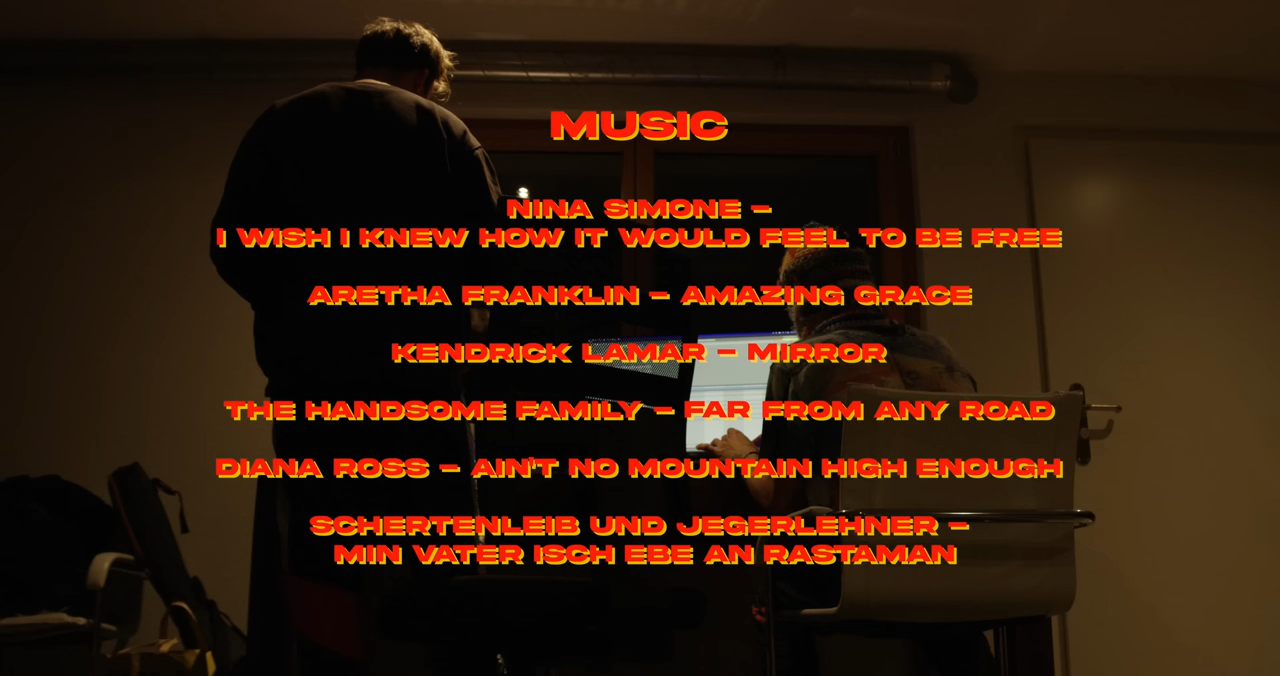 MUSIC
NINA SIMONE –
I WISH I KNEW HOW IT WOULD FEEL TO BE FREE
ARETHA FRANKLIN – AMAZING GRACE
KENDRICK LAMAR – MIRROR
THE HANDSOME FAMILY – FAR FROM ANY ROAD
DIANA ROSS – AIN'T NO MOUNTAIN HIGH ENOUGH
SCHERTENLEIB UND JEGERLEHNER –
MIN VATER ISCH EBE AN RASTAMAN